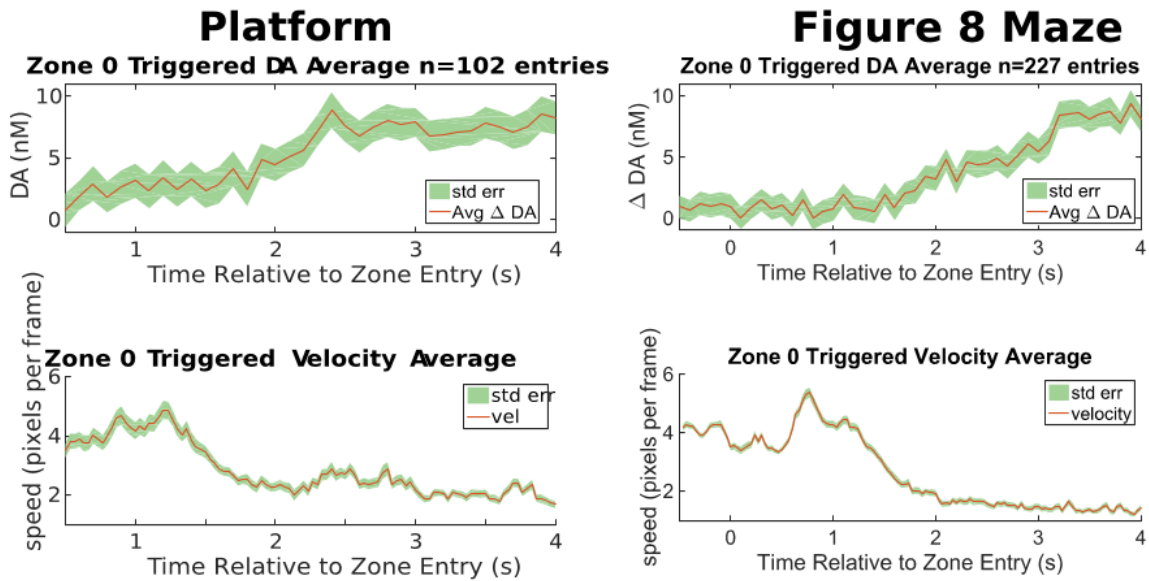 Platform
Zone 0 Triggered DA Average n=102 entries
10
5
0
DA (nM)
std err
Avg Δ DA
1
2
3
4
Time Relative to Zone Entry (s)
Figure 8 Maze
Zone 0 Triggered DA Average n=227 entries
10
5
0
Δ DA (nM)
std err
Avg Δ DA
0
1
2
3
4
Time Relative to Zone Entry (s)
Zone 0 Triggered Velocity Average
6
4
2
speed (pixels per frame)
std err
vel
1
2
3
4
Time Relative to Zone Entry (s)
Zone 0 Triggered Velocity Average
6
4
2
speed (pixels per frame)
std err
velocity
0
1
2
3
4
Time Relative to Zone Entry (s)